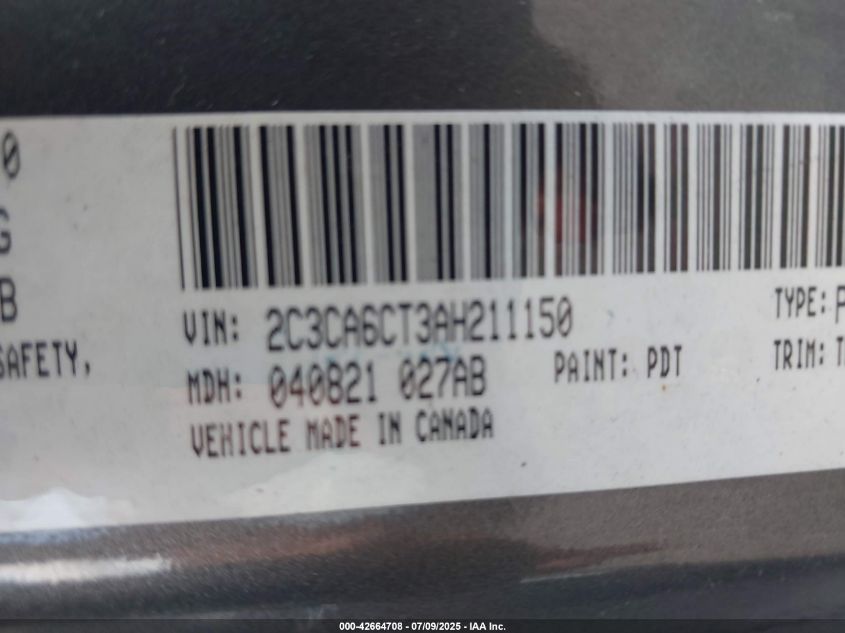 0
G
B
SAFETY,
VIN: 2C3CA6CT3AH211150
TYPE: P
MDH: 040821 027AB
PAINT: PDT
TRIM: T
VEHICLE MADE IN CANADA
000-42664708 - 07/09/2025 - IAA Inc.